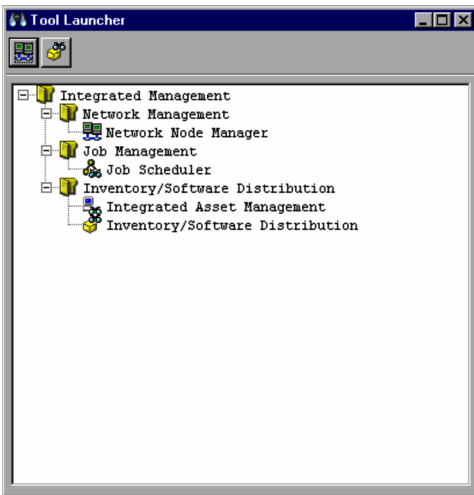 Tool Launcher
Integrated Management
Network Management
Network Node Manager
Job Management
Job Scheduler
Inventory/Software Distribution
Integrated Asset Management
Inventory/Software Distribution